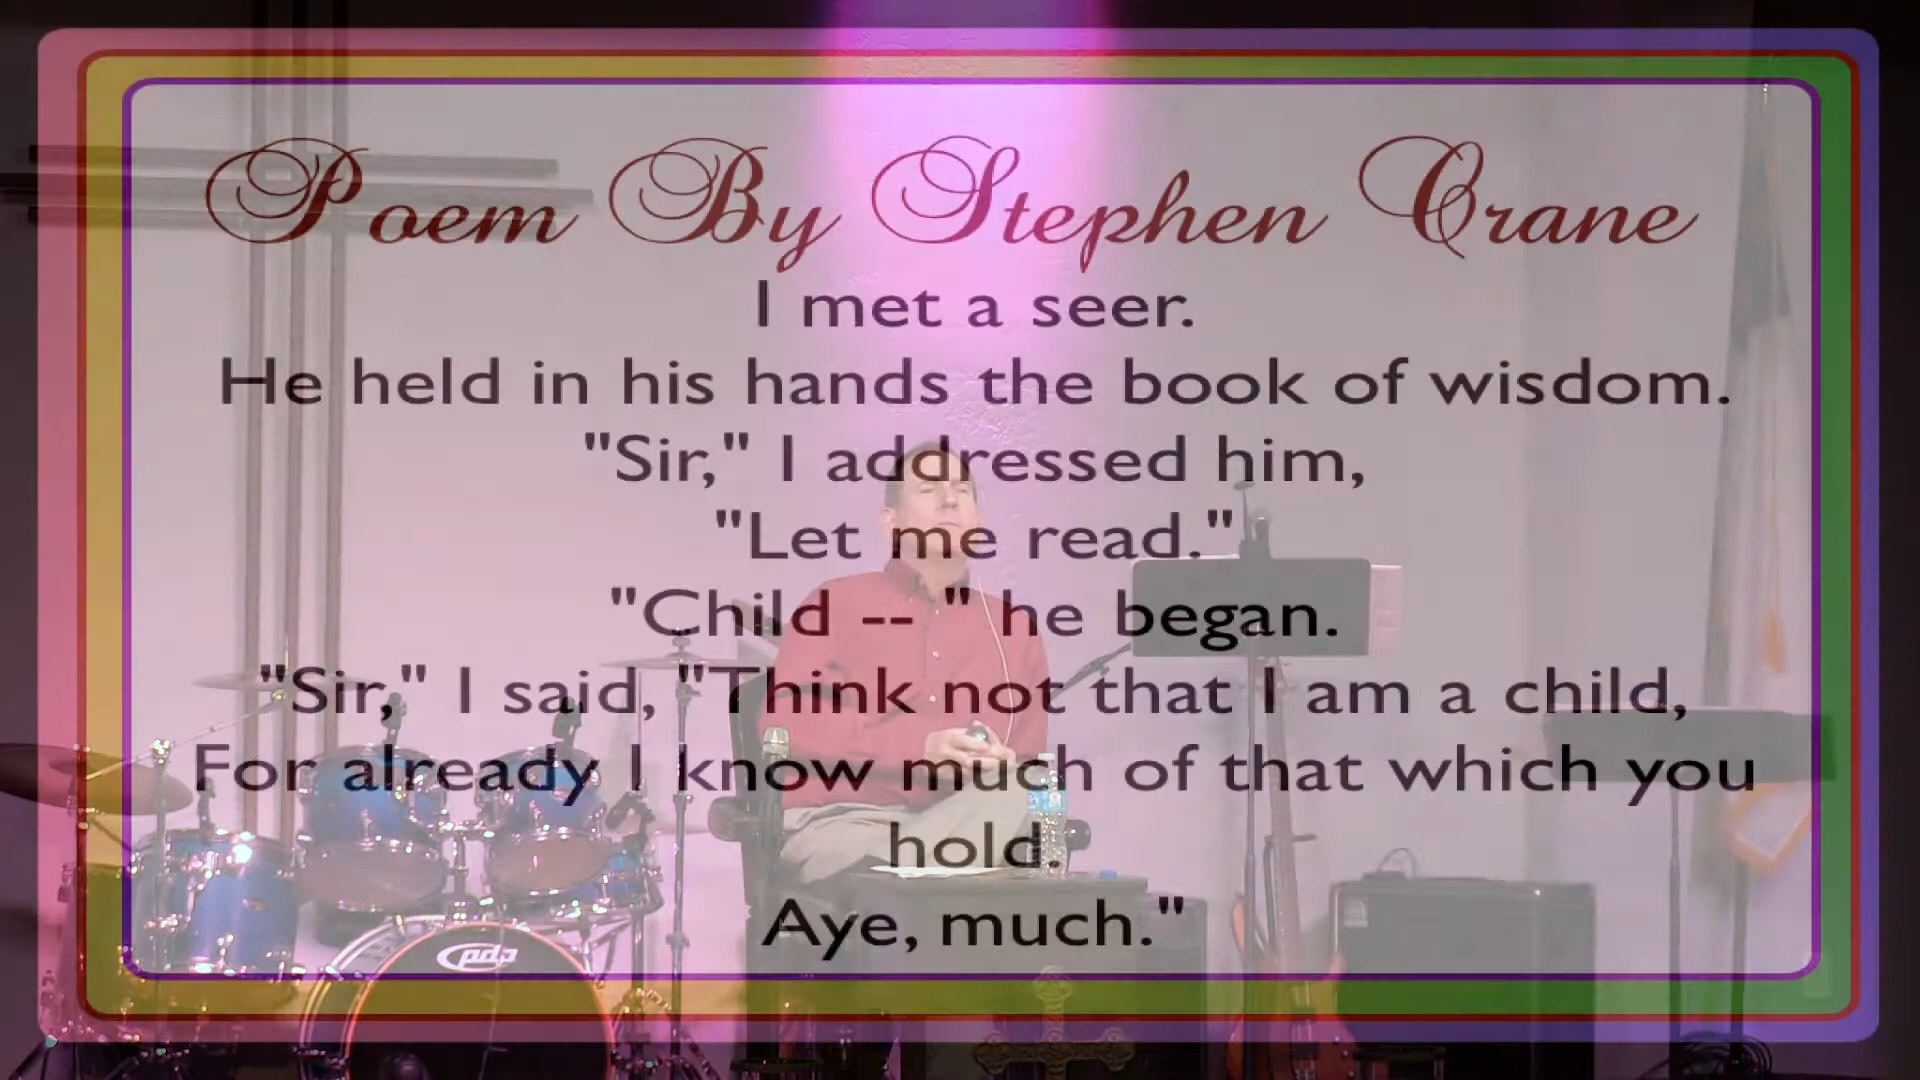 Poem By Stephen Crane
I met a seer.
He held in his hands the book of wisdom.
"Sir," I addressed him,
"Let me read."
"Child -- " he began.
"Sir," I said, "Think not that I am a child,
For already I know much of that which you
hold.
Aye, much."
pdp